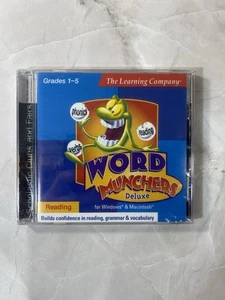 Grades 1-5
The Learning Company®
phonics
reading
verbs
WORD
MUNCHERS
Deluxe
Reading
for Windows® & Macintosh®
Builds confidence in reading, grammar & vocabulary